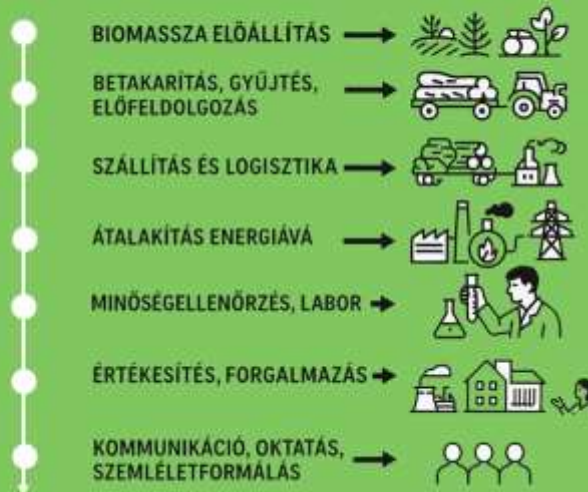 BIOMASSZA ELŐÁLLÍTÁS
BETAKARÍTÁS, GYŰJTÉS,
ELŐFELDOLGOZÁS
SZÁLLÍTÁS ÉS LOGISZTIKA
ÁTALAKÍTÁS ENERGIÁVÁ
MINŐSÉGELLENŐRZÉS, LABOR
ÉRTÉKESÍTÉS, FORGALMAZÁS
KOMMUNIKÁCIÓ, OKTATÁS,
SZEMLÉLETFORMÁLÁS